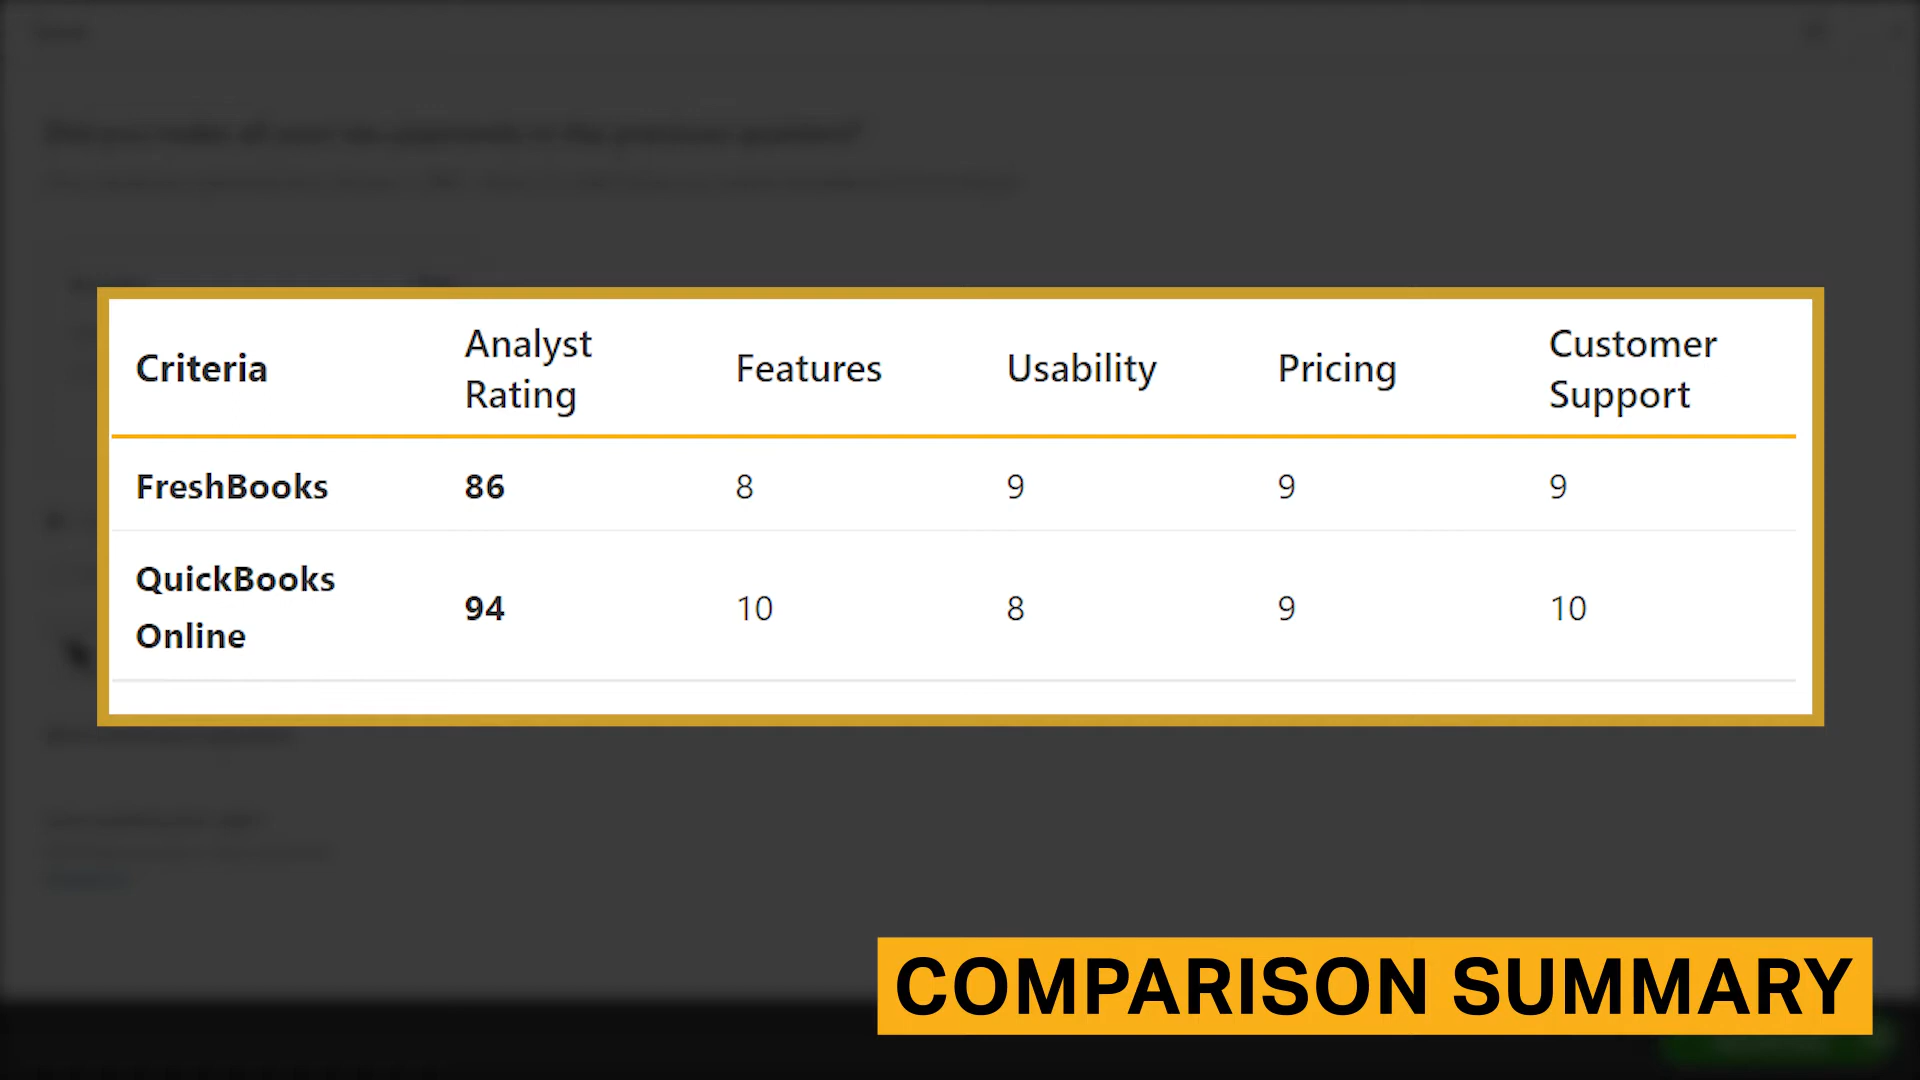 Criteria Analyst Rating Features Usability Pricing Customer Support
FreshBooks 86 8 9 9 9
QuickBooks Online 94 10 8 9 10
COMPARISON SUMMARY